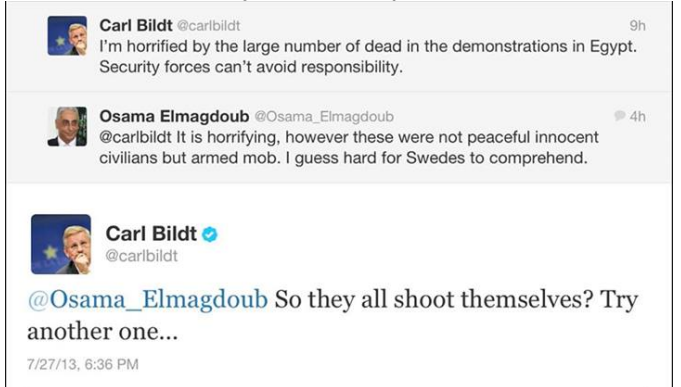 Carl Bildt @carlbildt 9h
I'm horrified by the large number of dead in the demonstrations in Egypt.
Security forces can't avoid responsibility.
Osama Elmagdoub @Osama_Elmagdoub 4h
@carlbildt It is horrifying, however these were not peaceful innocent
civilians but armed mob. I guess hard for Swedes to comprehend.
Carl Bildt
@carlbildt
@Osama_Elmagdoub So they all shoot themselves? Try
another one...
7/27/13, 6:36 PM